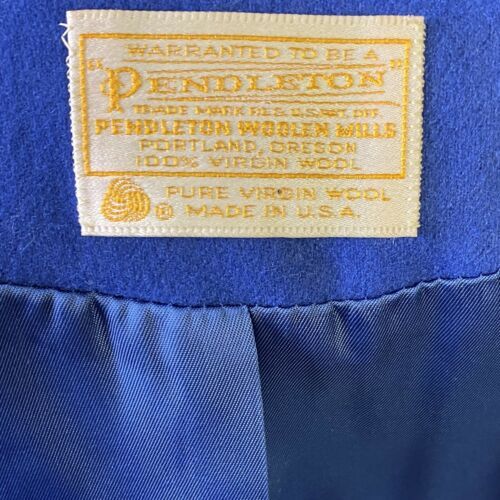 WARRANTED TO BE A
"PENDLETON"
TRADE MARK REG. U.S. PAT. OFF.
PENDLETON WOOLEN MILLS
PORTLAND, OREGON
100% VIRGIN WOOL
® PURE VIRGIN WOOL
MADE IN U.S.A.